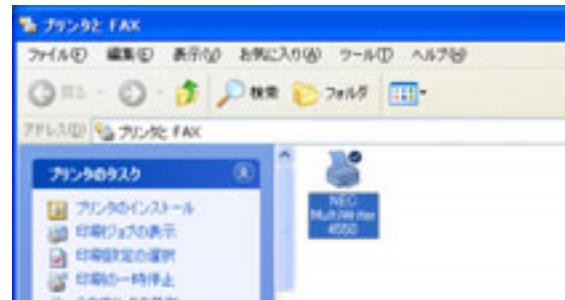 プリンタと FAX
ファイル(F) 編集(E) 表示(V) お気に入り(A) ツール(T) ヘルプ(H)
戻る 検索 フォルダ
アドレス(D) プリンタと FAX
プリンタのタスク
プリンタのインストール
印刷ジョブの表示
印刷設定の選択
印刷の一時停止
NEC
MultiWriter
4550